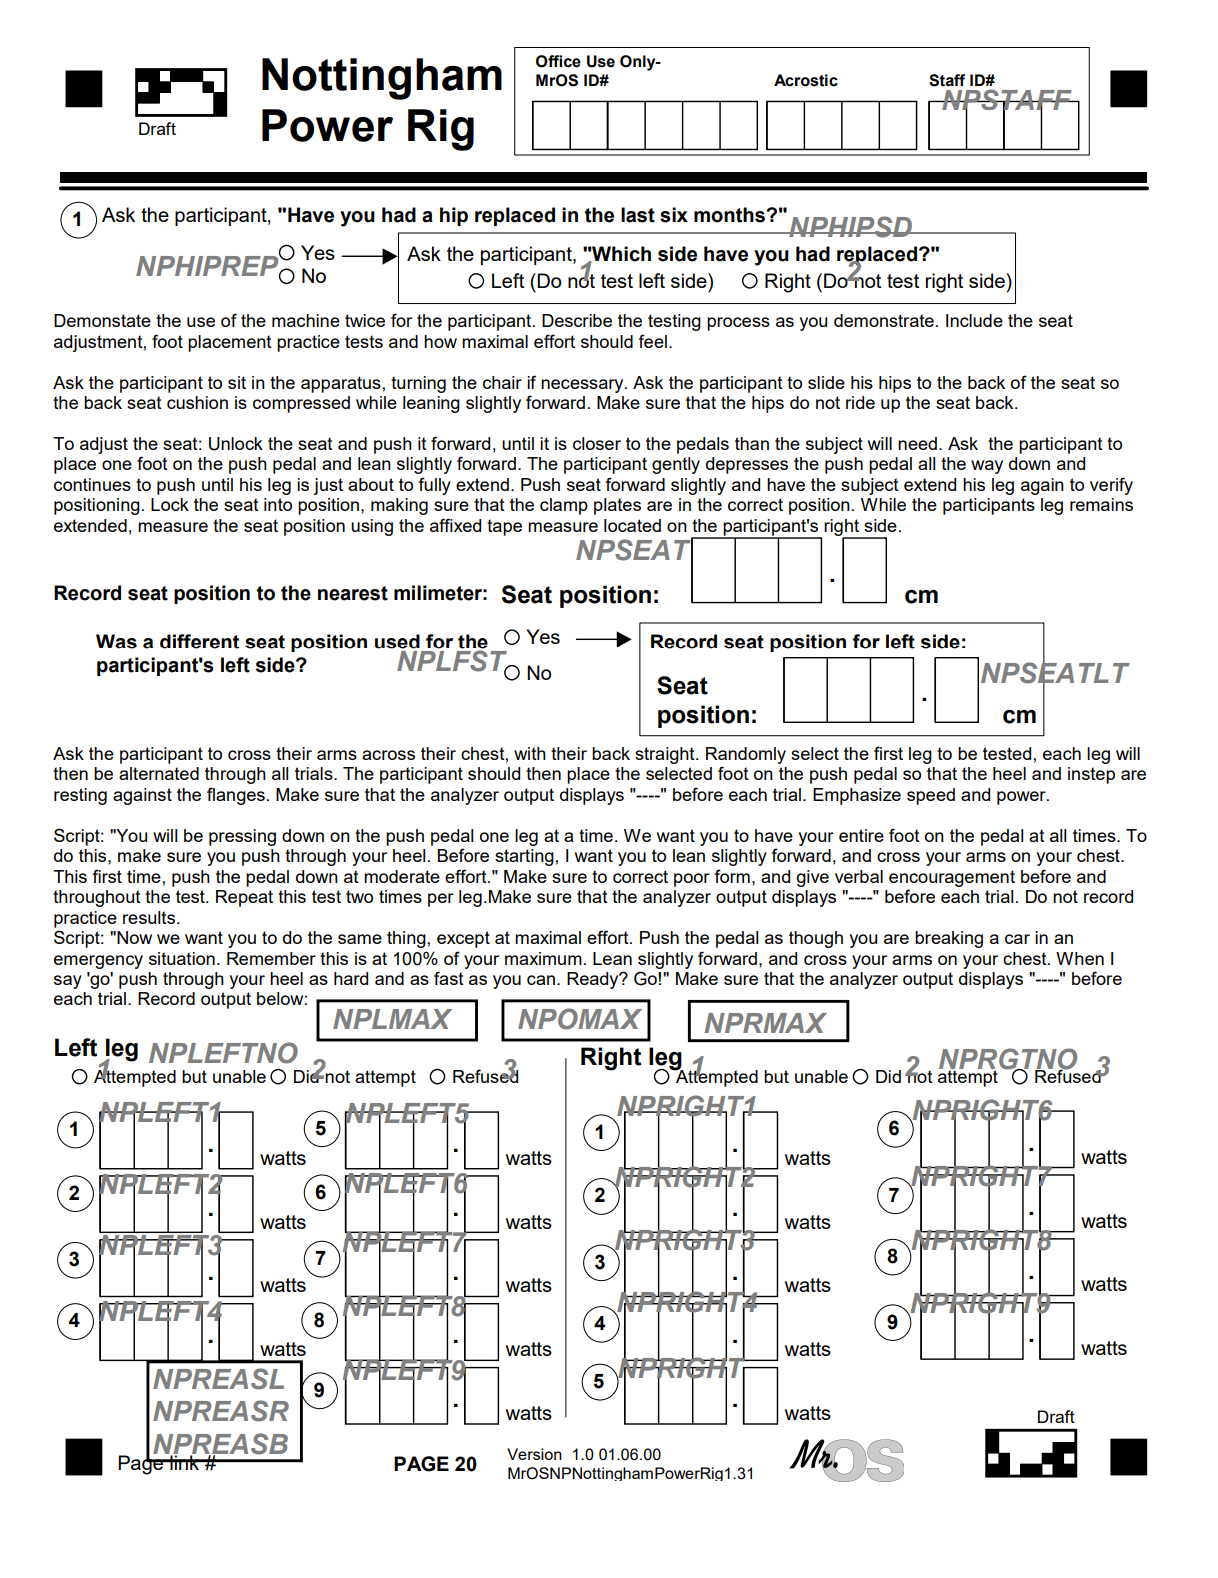 Nottingham
Power Rig
Draft
Office Use Only-
MrOS ID#
Acrostic
Staff ID#
NPSTAFF
1 Ask the participant, "Have you had a hip replaced in the last six months?"
NPHIPSD
NPHIPREP
Yes
No
Ask the participant, "Which side have you had replaced?"
1 2
Left (Do not test left side) Right (Do not test right side)
Demonstate the use of the machine twice for the participant. Describe the testing process as you demonstrate. Include the seat
adjustment, foot placement practice tests and how maximal effort should feel.
Ask the participant to sit in the apparatus, turning the chair if necessary. Ask the participant to slide his hips to the back of the seat so
the back seat cushion is compressed while leaning slightly forward. Make sure that the hips do not ride up the seat back.
To adjust the seat: Unlock the seat and push it forward, until it is closer to the pedals than the subject will need. Ask the participant to
place one foot on the push pedal and lean slightly forward. The participant gently depresses the push pedal all the way down and
continues to push until his leg is just about to fully extend. Push seat forward slightly and have the subject extend his leg again to verify
positioning. Lock the seat into position, making sure that the clamp plates are in the correct position. While the participants leg remains
extended, measure the seat position using the affixed tape measure located on the participant's right side.
NPSEAT
Record seat position to the nearest milimeter: Seat position: . cm
Was a different seat position used for the
participant's left side?
NPLFST
Yes
No
Record seat position for left side:
NPSEATLT
Seat
position: . cm
Ask the participant to cross their arms across their chest, with their back straight. Randomly select the first leg to be tested, each leg will
then be alternated through all trials. The participant should then place the selected foot on the push pedal so that the heel and instep are
resting against the flanges. Make sure that the analyzer output displays "----" before each trial. Emphasize speed and power.
Script: "You will be pressing down on the push pedal one leg at a time. We want you to have your entire foot on the pedal at all times. To
do this, make sure you push through your heel. Before starting, I want you to lean slightly forward, and cross your arms on your chest.
This first time, push the pedal down at moderate effort." Make sure to correct poor form, and give verbal encouragement before and
throughout the test. Repeat this test two times per leg.Make sure that the analyzer output displays "----" before each trial. Do not record
practice results.
Script: "Now we want you to do the same thing, except at maximal effort. Push the pedal as though you are breaking a car in an
emergency situation. Remember this is at 100% of your maximum. Lean slightly forward, and cross your arms on your chest. When I
say 'go' push through your heel as hard and as fast as you can. Ready? Go!" Make sure that the analyzer output displays "----" before
each trial. Record output below:
NPLMAX NPOMAX NPRMAX
Left leg NPLEFTNO
1 2 3
Attempted but unable Did not attempt Refused
1 NPLEFT1 . watts
2 NPLEFT2 . watts
3 NPLEFT3 . watts
4 NPLEFT4 . watts
5 NPLEFT5 . watts
6 NPLEFT6 . watts
7 NPLEFT7 . watts
8 NPLEFT8 . watts
9 NPLEFT9 . watts
Right leg NPRGTNO
1 2 3
Attempted but unable Did not attempt Refused
1 NPRIGHT1 . watts
2 NPRIGHT2 . watts
3 NPRIGHT3 . watts
4 NPRIGHT4 . watts
5 NPRIGHT . watts
6 NPRIGHT6 . watts
7 NPRIGHT7 . watts
8 NPRIGHT8 . watts
9 NPRIGHT9 . watts
NPREASL
NPREASR
NPREASB
Page link #
PAGE 20
Version 1.0 01.06.00
MrOSNPNottinghamPowerRig1.31
Mr.OS
Draft